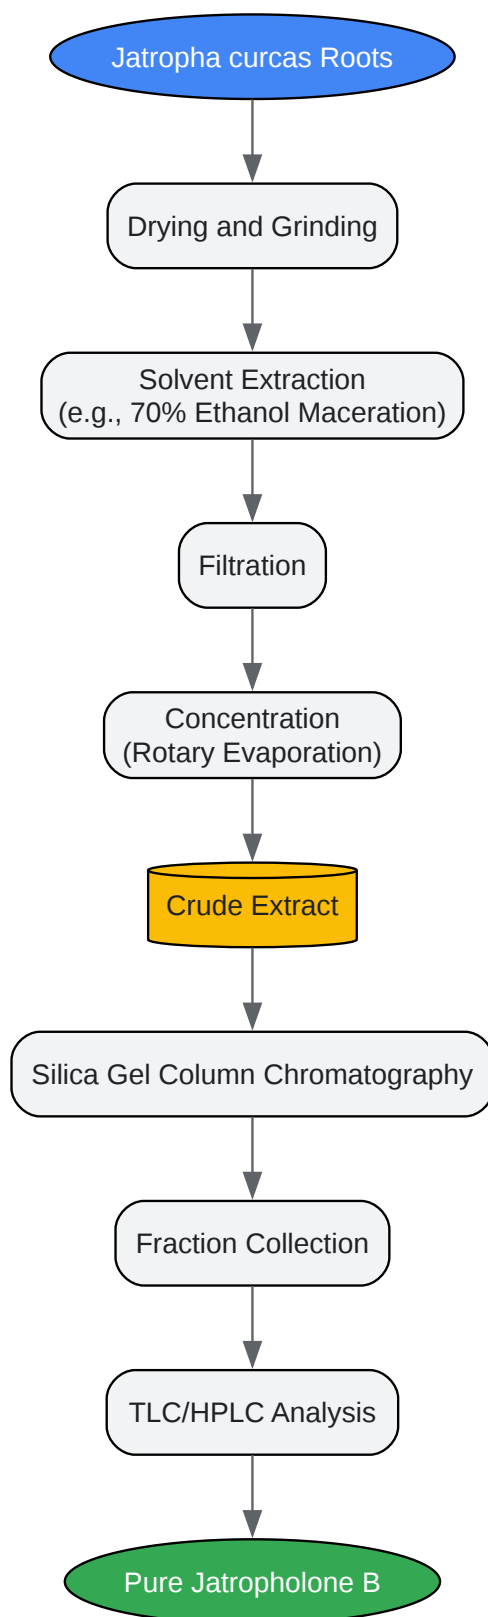 Jatropha curcas Roots
Drying and Grinding
Solvent Extraction
(e.g., 70% Ethanol Maceration)
Filtration
Concentration
(Rotary Evaporation)
Crude Extract
Silica Gel Column Chromatography
Fraction Collection
TLC/HPLC Analysis
Pure Jatropholone B